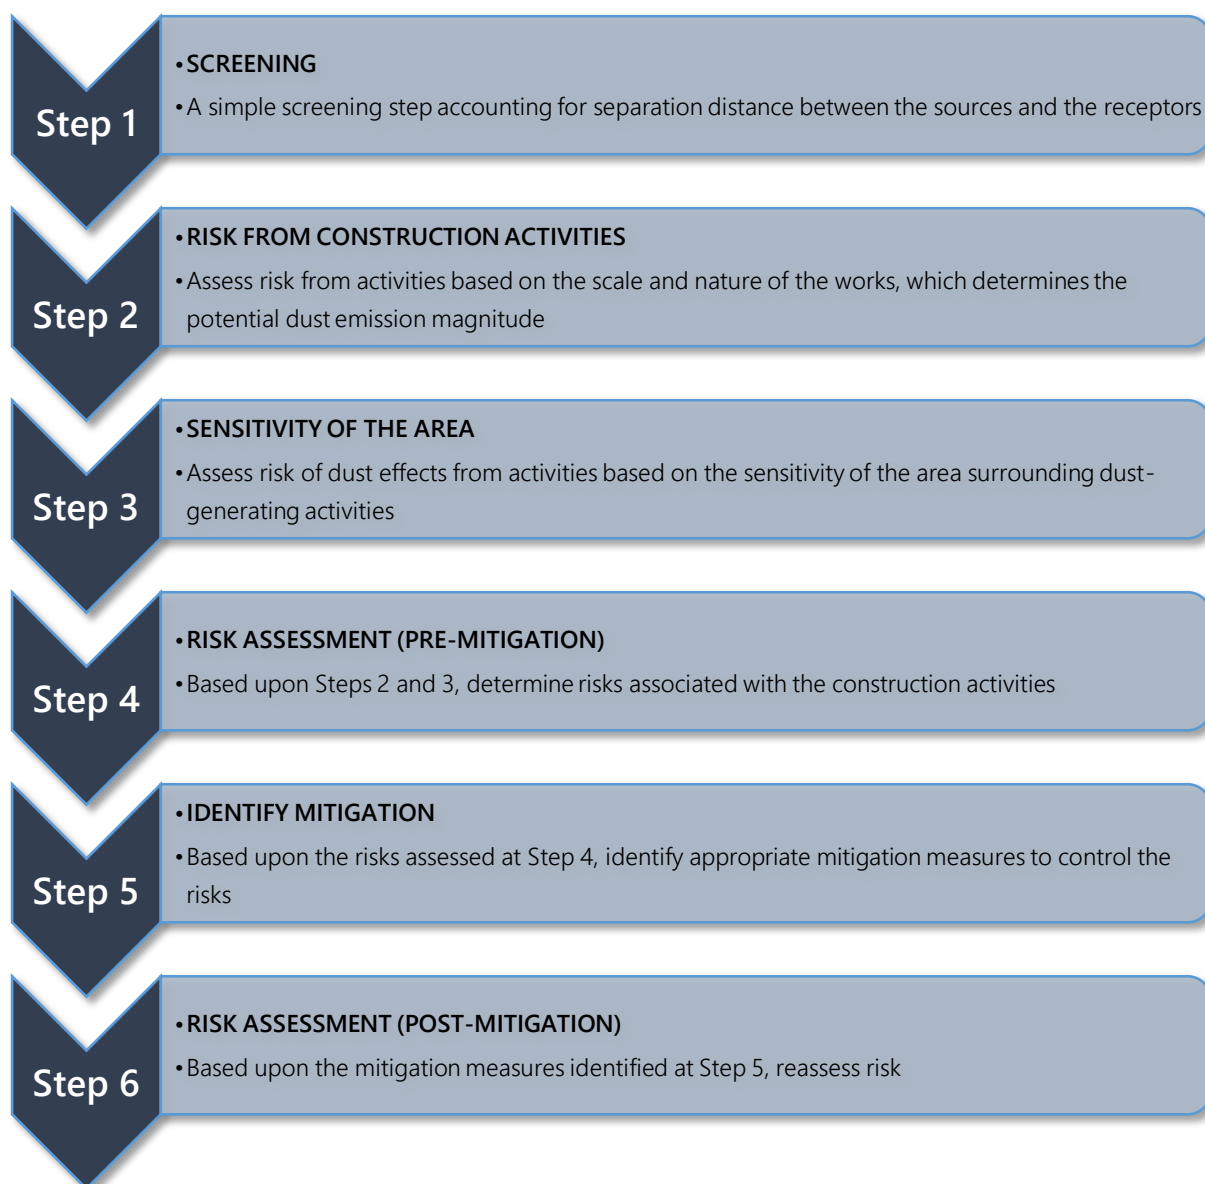 Step 1
•SCREENING
•A simple screening step accounting for separation distance between the sources and the receptors
Step 2
•RISK FROM CONSTRUCTION ACTIVITIES
•Assess risk from activities based on the scale and nature of the works, which determines the
potential dust emission magnitude
Step 3
•SENSITIVITY OF THE AREA
•Assess risk of dust effects from activities based on the sensitivity of the area surrounding dust-
generating activities
Step 4
•RISK ASSESSMENT (PRE-MITIGATION)
•Based upon Steps 2 and 3, determine risks associated with the construction activities
Step 5
•IDENTIFY MITIGATION
•Based upon the risks assessed at Step 4, identify appropriate mitigation measures to control the
risks
Step 6
•RISK ASSESSMENT (POST-MITIGATION)
•Based upon the mitigation measures identified at Step 5, reassess risk